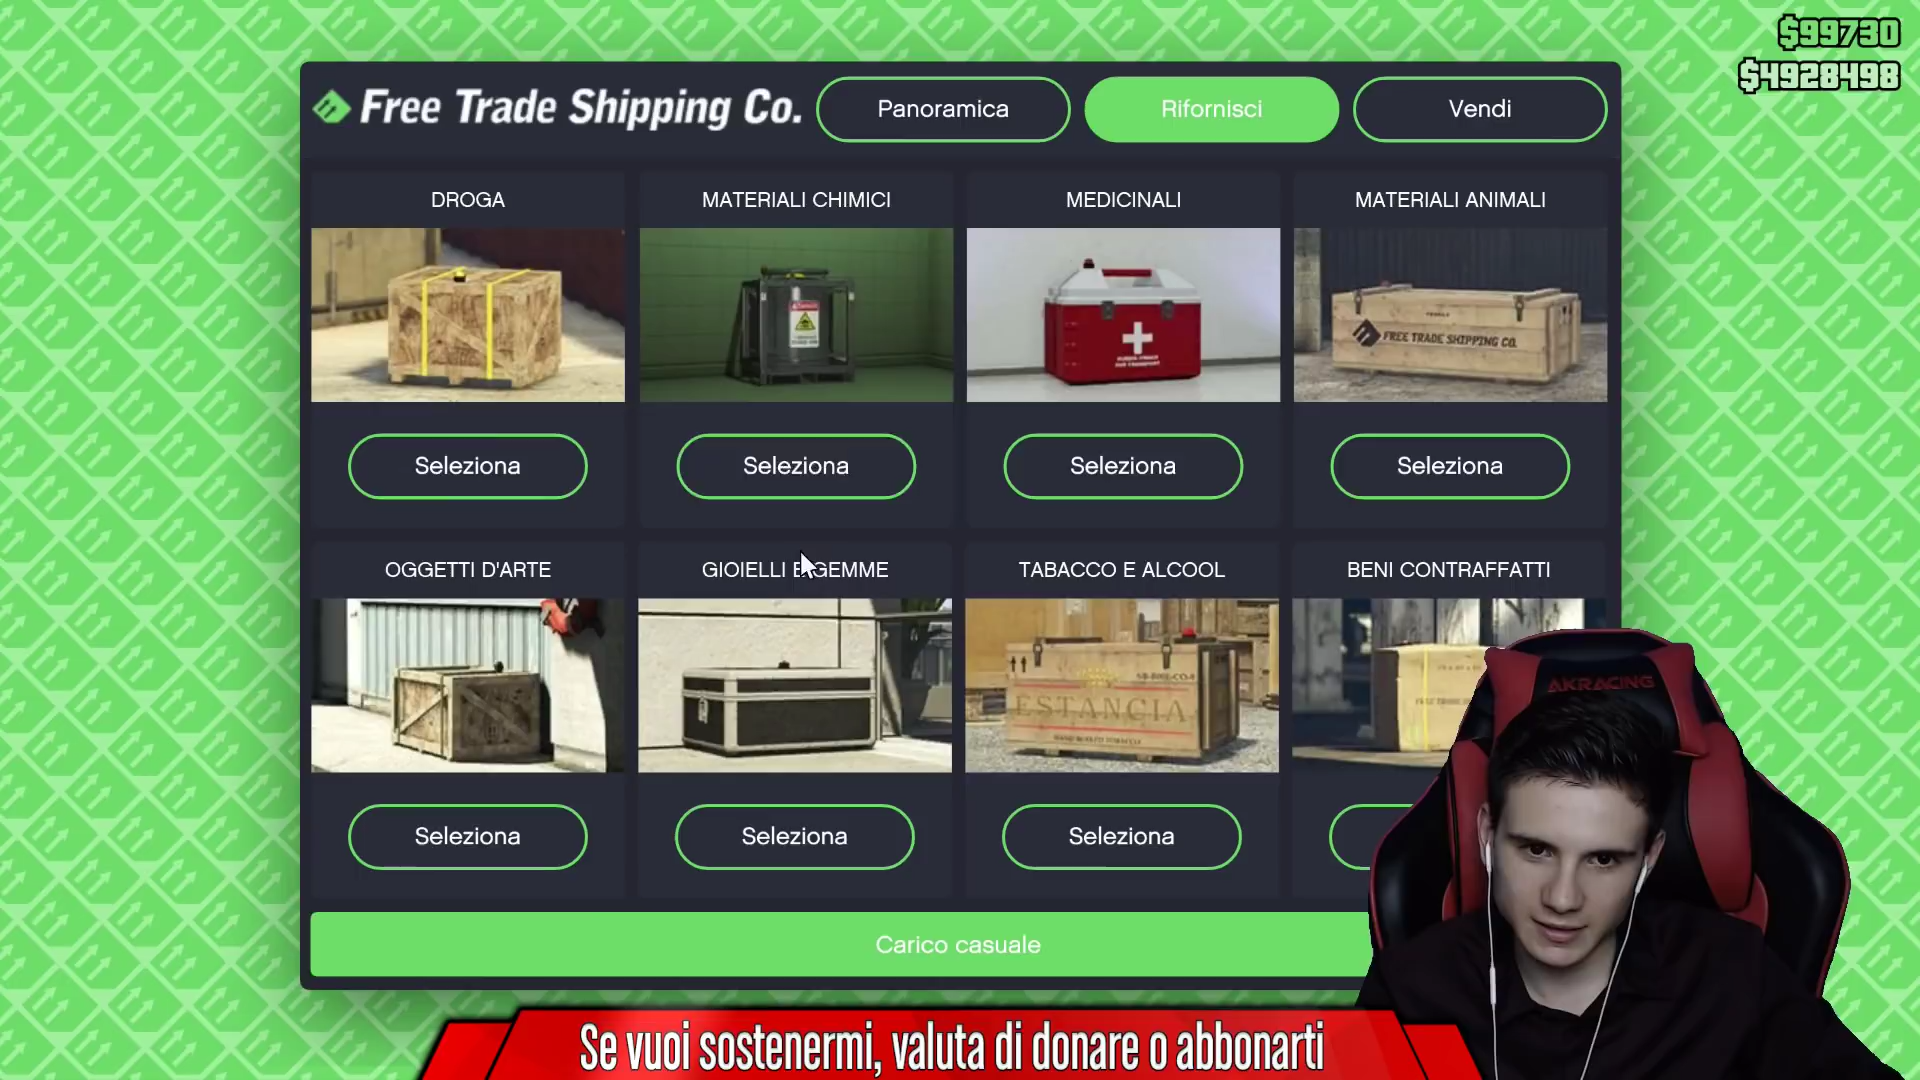 $99730
$4928498
Free Trade Shipping Co.
Panoramica
Rifornisci
Vendi
DROGA
MATERIALI CHIMICI
MEDICINALI
MATERIALI ANIMALI
FREE TRADE SHIPPING CO.
Seleziona
Seleziona
Seleziona
Seleziona
OGGETTI D'ARTE
GIOIELLI E GEMME
TABACCO E ALCOOL
BENI CONTRAFFATTI
ESTANCIA
AKRACING
Seleziona
Seleziona
Seleziona
Carico casuale
Se vuoi sostenermi, valuta di donare o abbonarti